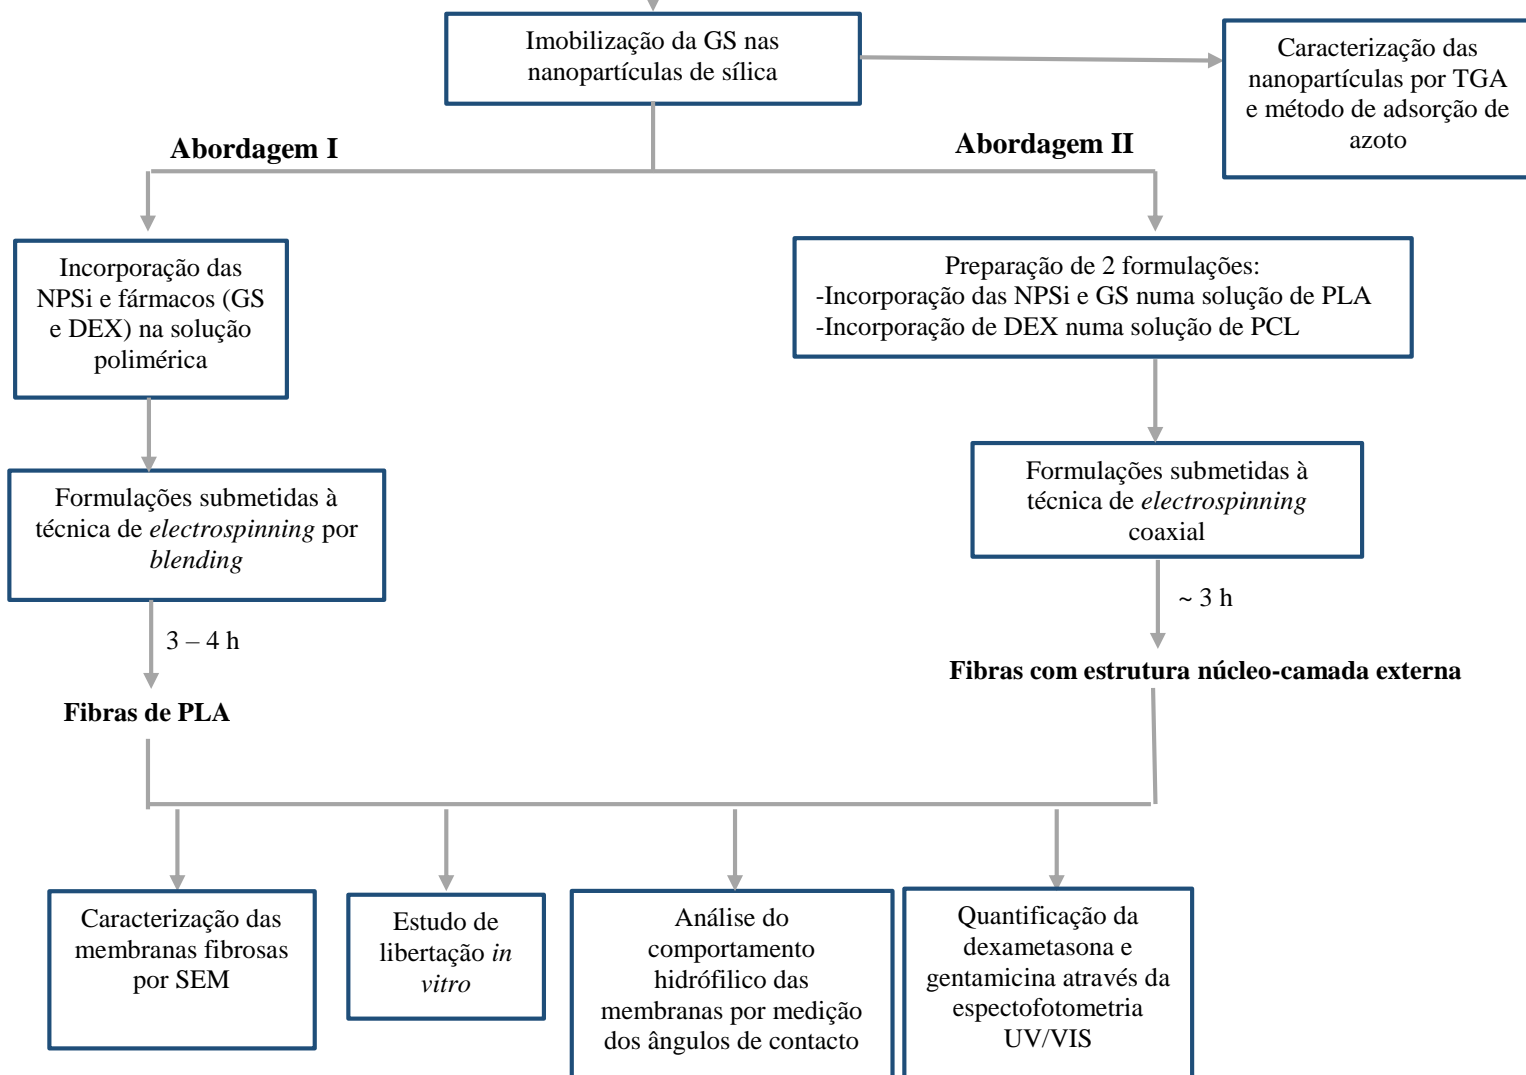 Imobilização da GS nas
nanopartículas de sílica
Caracterização das
nanopartículas por TGA
e método de adsorção de
azoto
Abordagem I
Abordagem II
Incorporação das
NPSi e fármacos (GS
e DEX) na solução
polimérica
Preparação de 2 formulações:
-Incorporação das NPSi e GS numa solução de PLA
-Incorporação de DEX numa solução de PCL
Formulações submetidas à
técnica de electrospinning por
blending
Formulações submetidas à
técnica de electrospinning
coaxial
3 – 4 h
~ 3 h
Fibras de PLA
Fibras com estrutura núcleo-camada externa
Caracterização das
membranas fibrosas
por SEM
Estudo de
libertação in
vitro
Análise do
comportamento
hidrófilico das
membranas por medição
dos ângulos de contacto
Quantificação da
dexametasona e
gentamicina através da
espectofotometria
UV/VIS